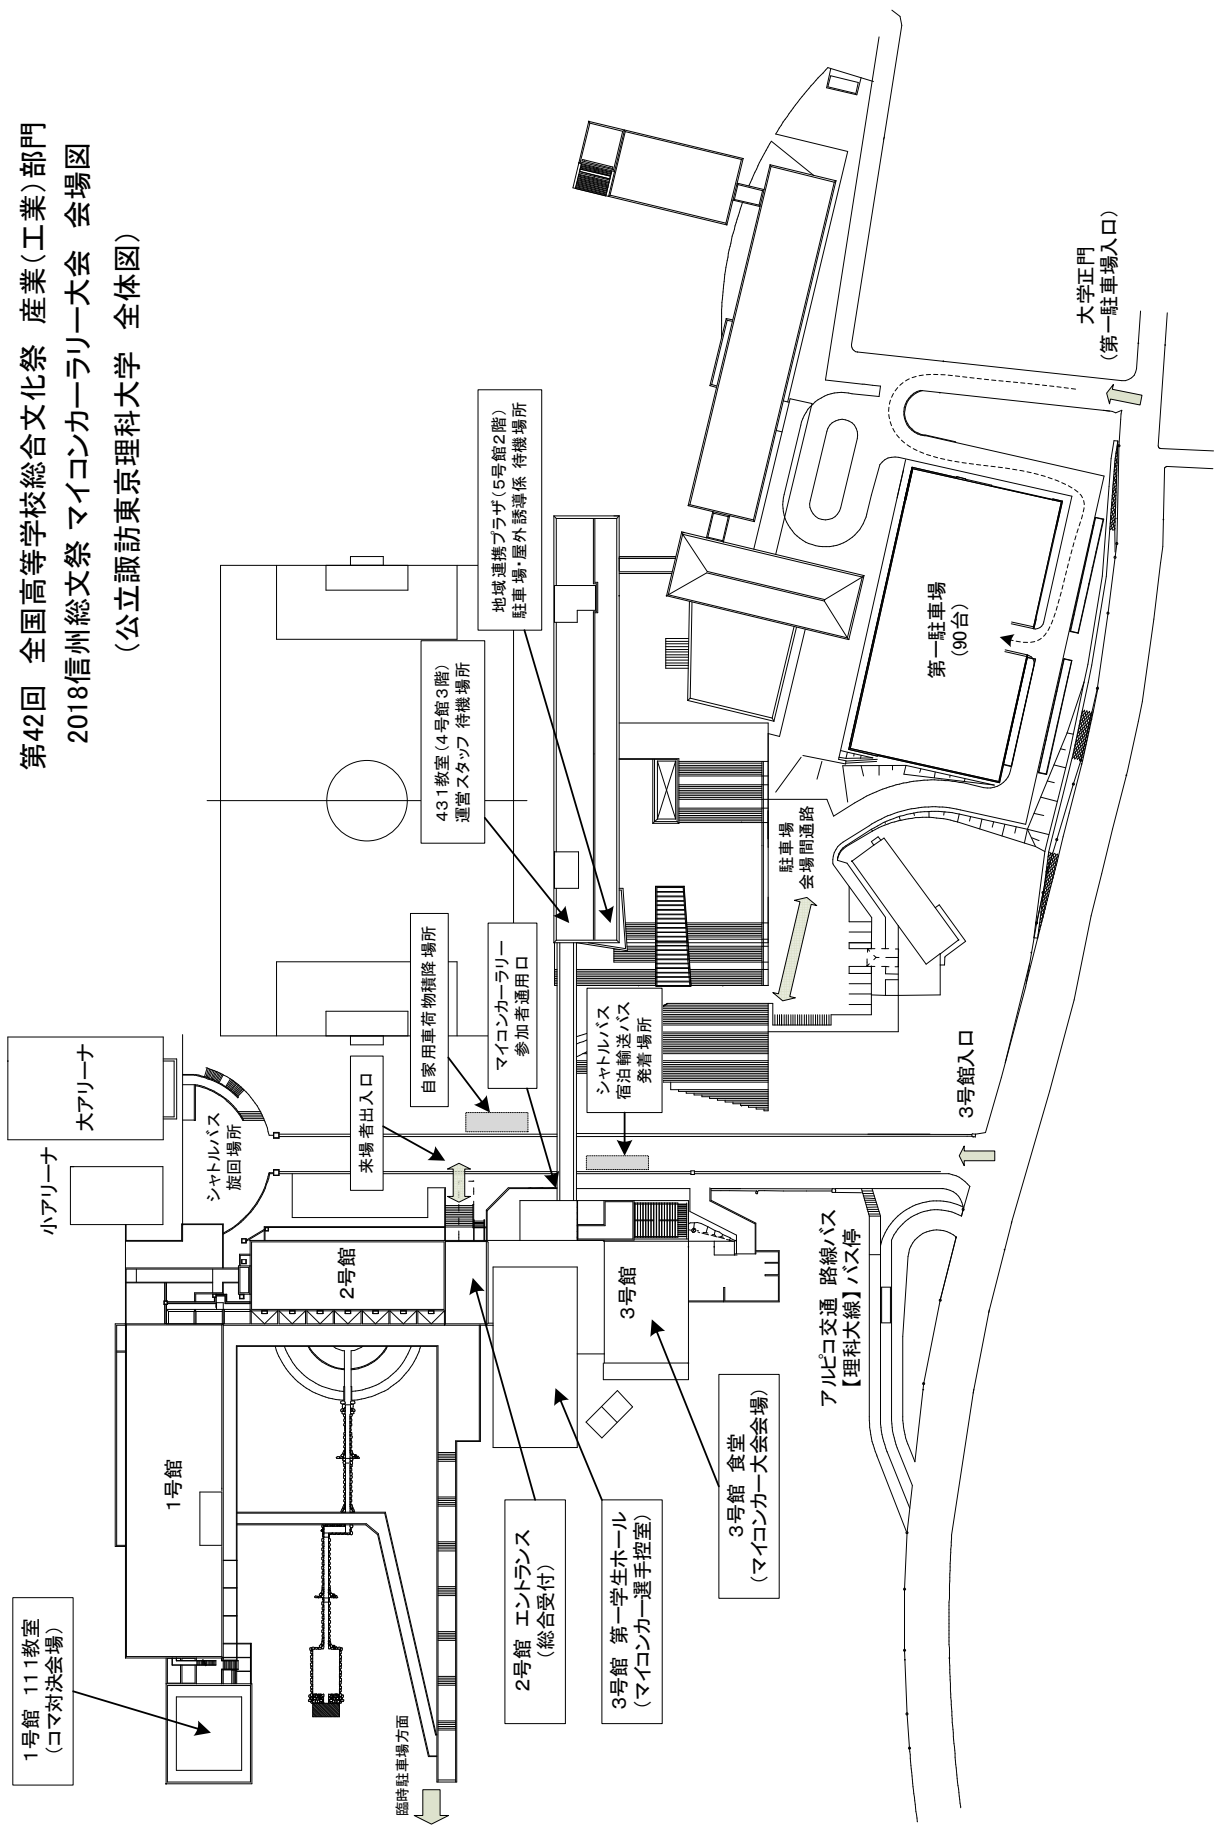 第42回 全国高等学校総合文化祭 産業(工業)部門
2018信州総文祭 マイコンカーラリー大会 会場図
(公立諏訪東京理科大学 全体図)
1号館 111教室
(コマ対決会場)
1号館
小アリーナ
大アリーナ
シャトルバス
旋回場所
2号館
来場者出入口
自家用車荷物積降場所
マイコンカーラリー
参加者通用口
431教室(4号館3階)
運営スタッフ 待機場所
地域連携プラザ(5号館2階)
駐車場・屋外誘導係 待機場所
臨時駐車場方面
2号館 エントランス
(総合受付)
3号館 第一学生ホール
(マイコンカー選手控室)
3号館 食堂
(マイコンカー大会会場)
3号館
シャトルバス
宿泊輸送バス
発着場所
駐車場
会場間通路
アルピコ交通 路線バス
【理科大線】バス停
3号館入口
第一駐車場
(90台)
大学正門
(第一駐車場入口)